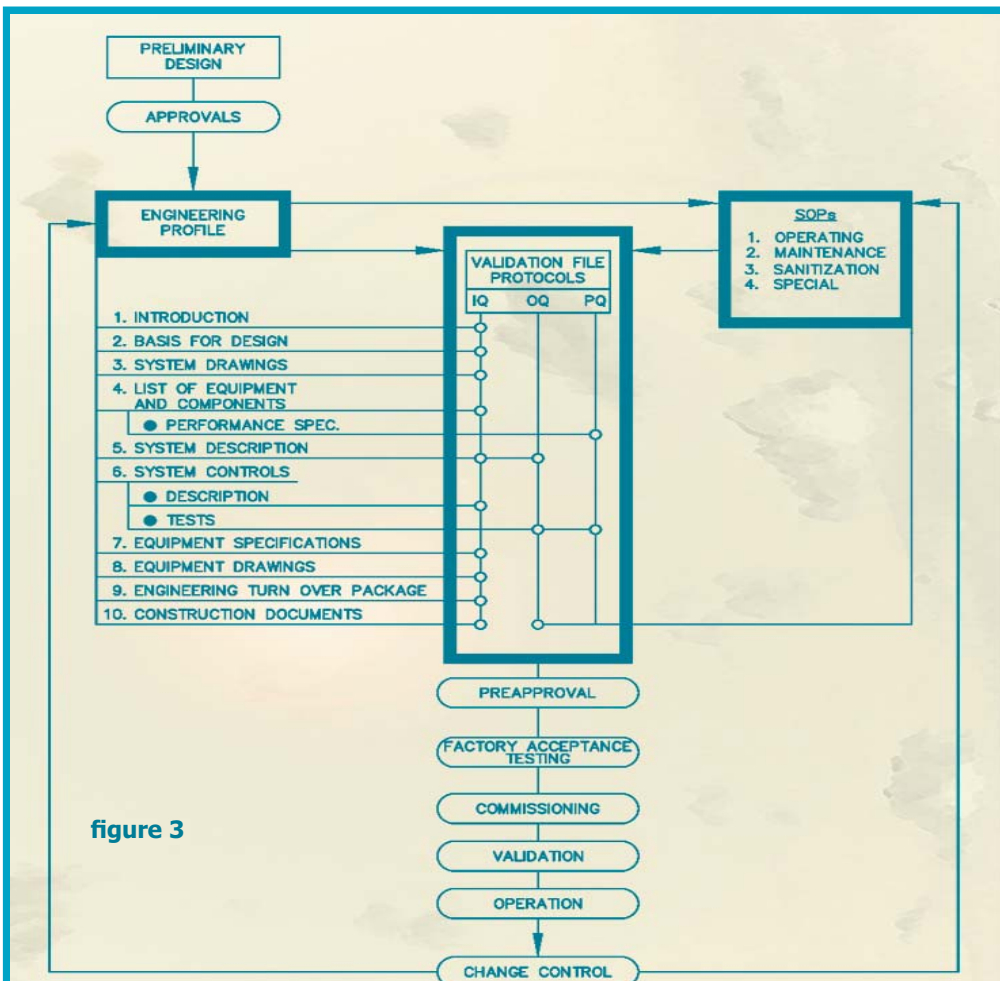 PRELIMINARY
DESIGN
APPROVALS
ENGINEERING
PROFILE
SOPs
1. OPERATING
2. MAINTENANCE
3. SANITIZATION
4. SPECIAL
VALIDATION FILE
PROTOCOLS
IQ OQ PQ
1. INTRODUCTION
2. BASIS FOR DESIGN
3. SYSTEM DRAWINGS
4. LIST OF EQUIPMENT
AND COMPONENTS
● PERFORMANCE SPEC.
5. SYSTEM DESCRIPTION
6. SYSTEM CONTROLS
● DESCRIPTION
● TESTS
7. EQUIPMENT SPECIFICATIONS
8. EQUIPMENT DRAWINGS
9. ENGINEERING TURN OVER PACKAGE
10. CONSTRUCTION DOCUMENTS
PREAPPROVAL
FACTORY ACCEPTANCE
TESTING
COMMISSIONING
VALIDATION
OPERATION
CHANGE CONTROL
figure 3